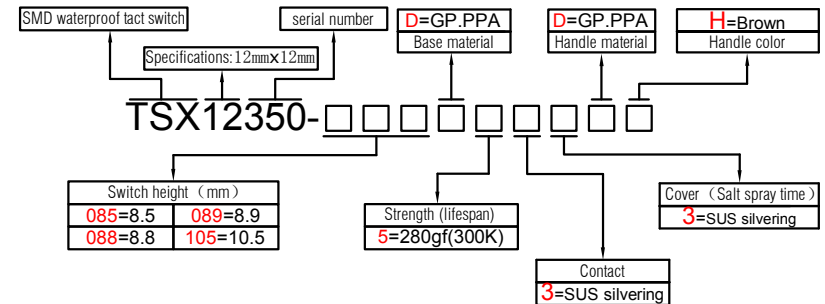 SMD waterproof tact switch
serial number
D=GP.PPA
Base material
D=GP.PPA
Handle material
H=Brown
Handle color
Specifications:12mmx12mm
TSX12350-□□□□□□□□□
Switch height（mm）
085=8.5 089=8.9
088=8.8 105=10.5
Strength (lifespan)
5=280gf(300K)
Contact
3=SUS silvering
Cover（Salt spray time）
3=SUS silvering